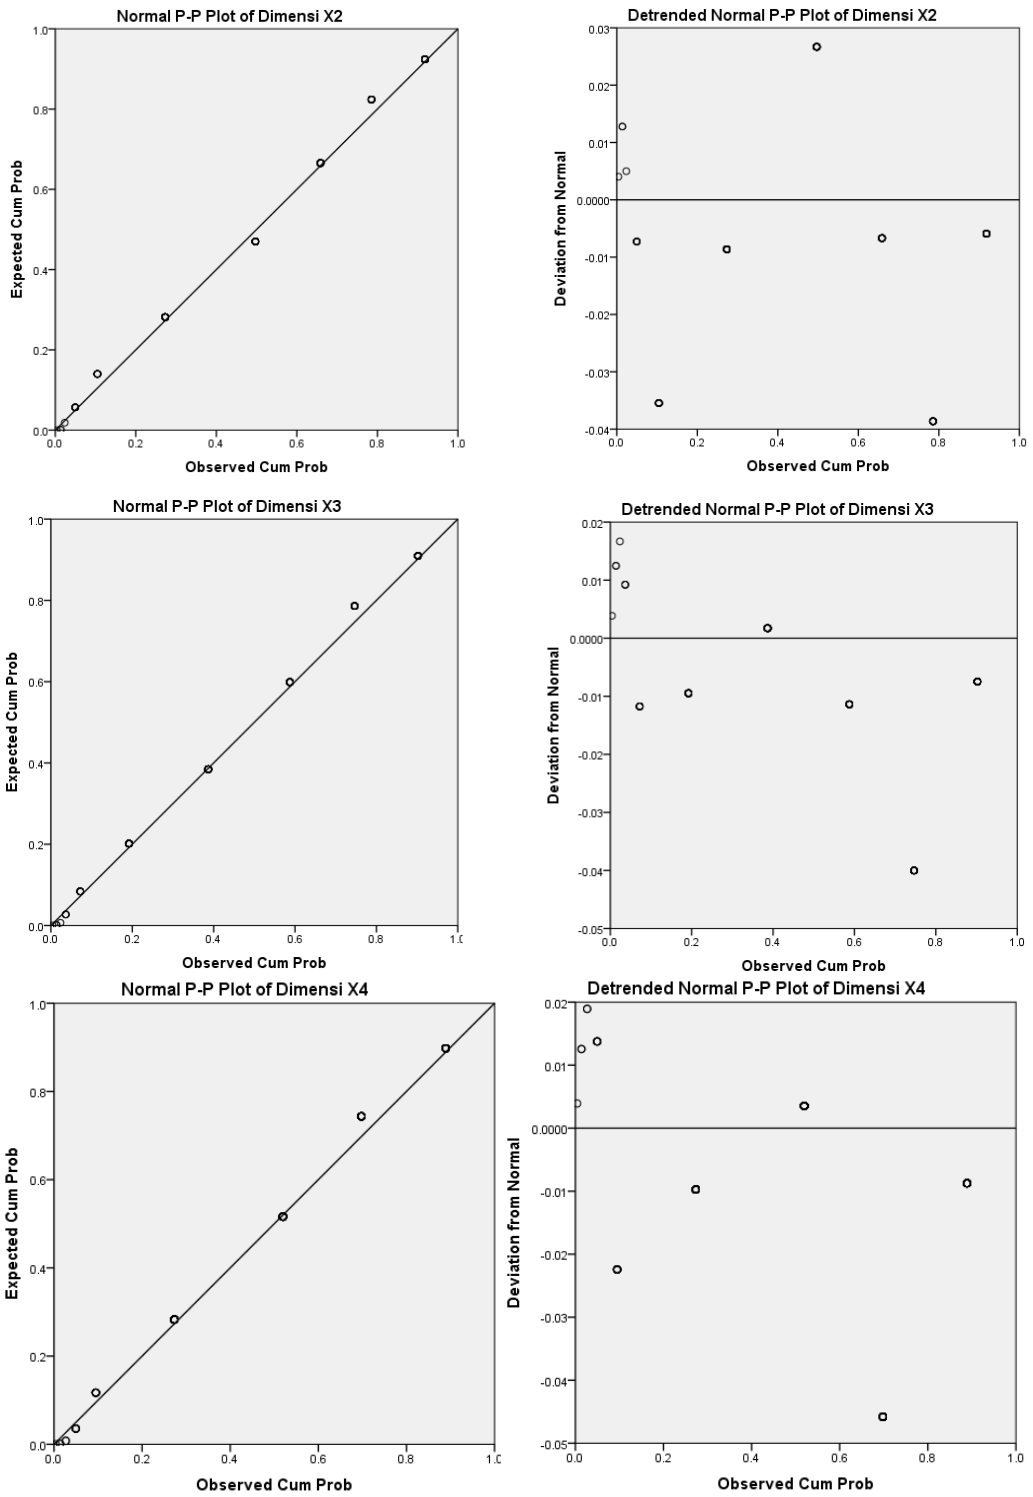 Normal P-P Plot of Dimensi X2
1.0
0.8
0.6
0.4
0.2
0.0
Expected Cum Prob
0.0 0.2 0.4 0.6 0.8 1.0
Observed Cum Prob
Detrended Normal P-P Plot of Dimensi X2
0.03
0.02
0.01
0.0000
-0.01
-0.02
-0.03
-0.04
Deviation from Normal
0.0 0.2 0.4 0.6 0.8 1.0
Observed Cum Prob
Normal P-P Plot of Dimensi X3
1.0
0.8
0.6
0.4
0.2
0.0
Expected Cum Prob
0.0 0.2 0.4 0.6 0.8 1.0
Observed Cum Prob
Detrended Normal P-P Plot of Dimensi X3
0.02
0.01
0.0000
-0.01
-0.02
-0.03
-0.04
-0.05
Deviation from Normal
0.0 0.2 0.4 0.6 0.8 1.0
Observed Cum Prob
Normal P-P Plot of Dimensi X4
1.0
0.8
0.6
0.4
0.2
0.0
Expected Cum Prob
0.0 0.2 0.4 0.6 0.8 1.0
Observed Cum Prob
Detrended Normal P-P Plot of Dimensi X4
0.02
0.01
0.0000
-0.01
-0.02
-0.03
-0.04
-0.05
Deviation from Normal
0.0 0.2 0.4 0.6 0.8 1.0
Observed Cum Prob